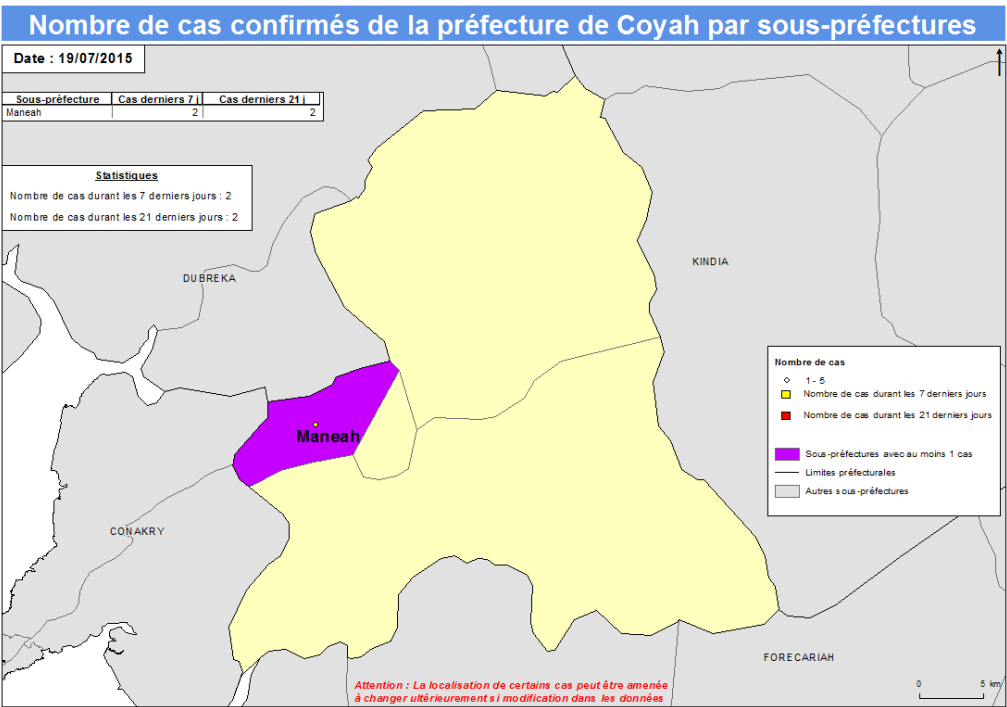 Nombre de cas confirmés de la préfecture de Coyah par sous-préfectures
Date : 19/07/2015
Sous-préfecture Cas derniers 7 j Cas derniers 21 j
Maneah 2 2
Statistiques
Nombre de cas durant les 7 derniers jours : 2
Nombre de cas durant les 21 derniers jours : 2
DUBREKA
KINDIA
Maneah
CONAKRY
FORECARIAH
Nombre de cas
1 - 5
Nombre de cas durant les 7 derniers jours
Nombre de cas durant les 21 derniers jours
Sous-préfectures avec au moins 1 cas
Limites préfecturales
Autres sous-préfectures
Attention : La localisation de certains cas peut être amenée
à changer ultérieurement si modification dans les données
0 5 km